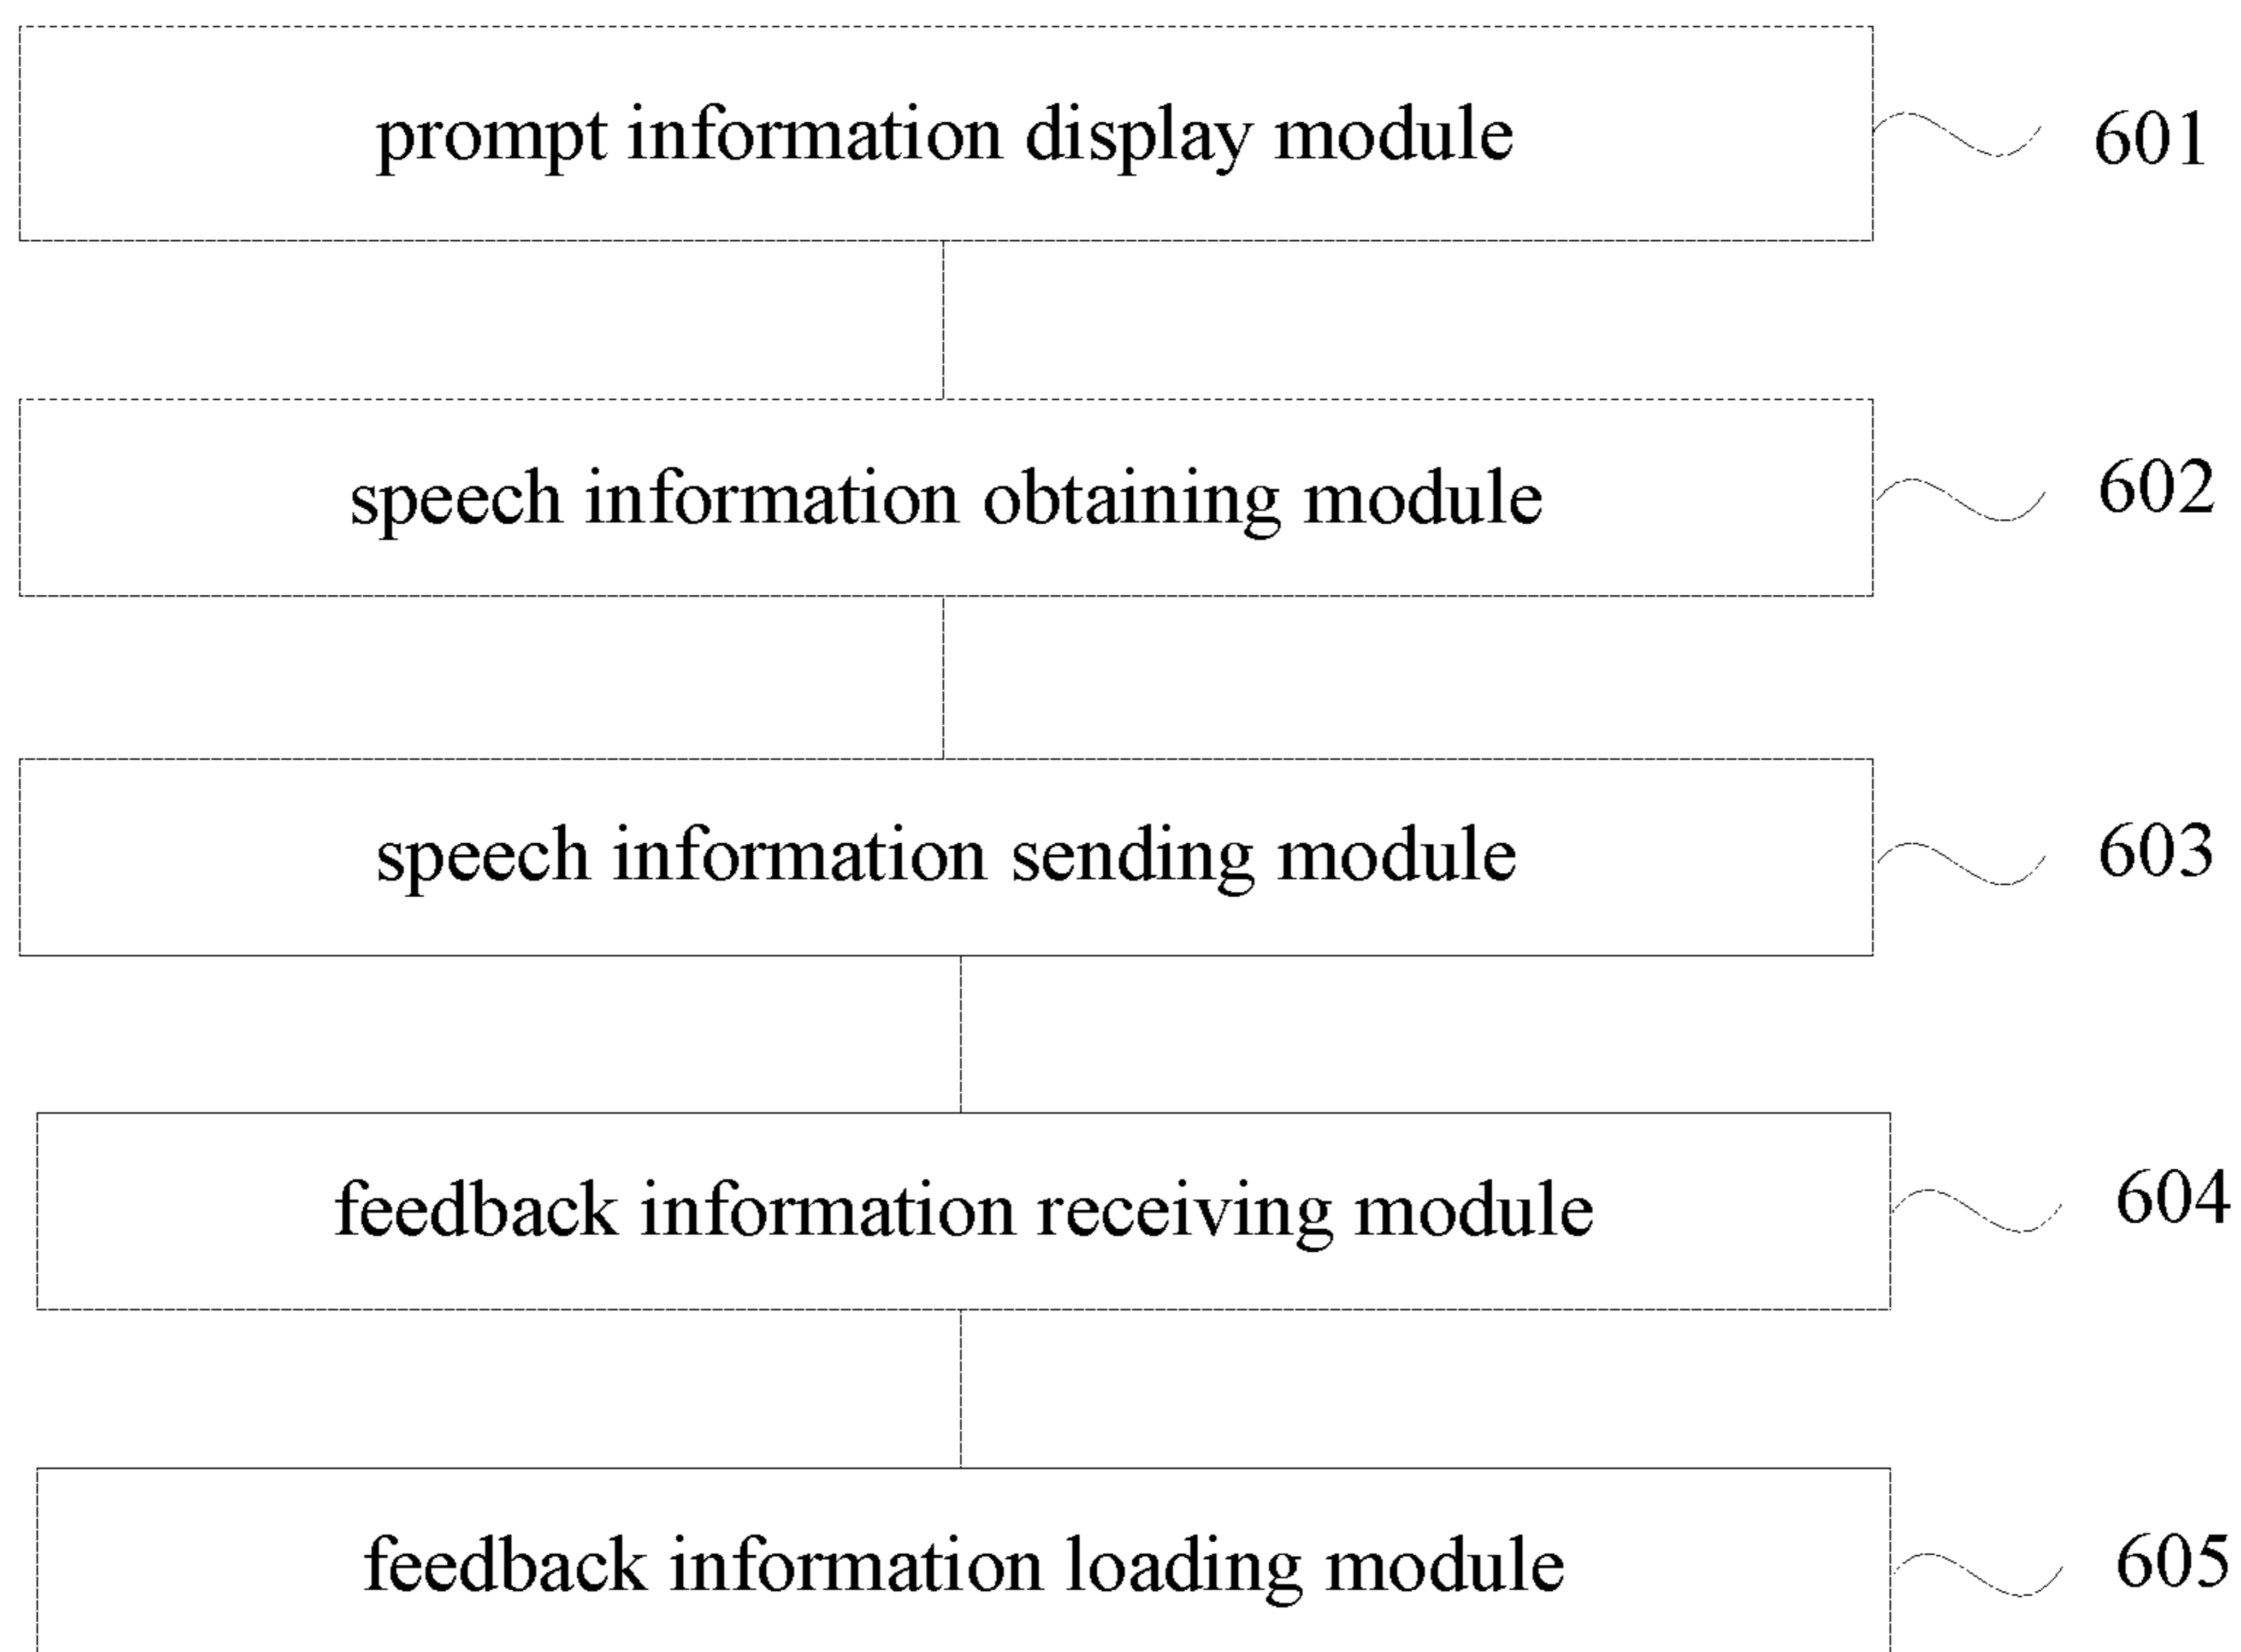 prompt information display module 601
speech information obtaining module 602
speech information sending module 603
feedback information receiving module 604
feedback information loading module 605